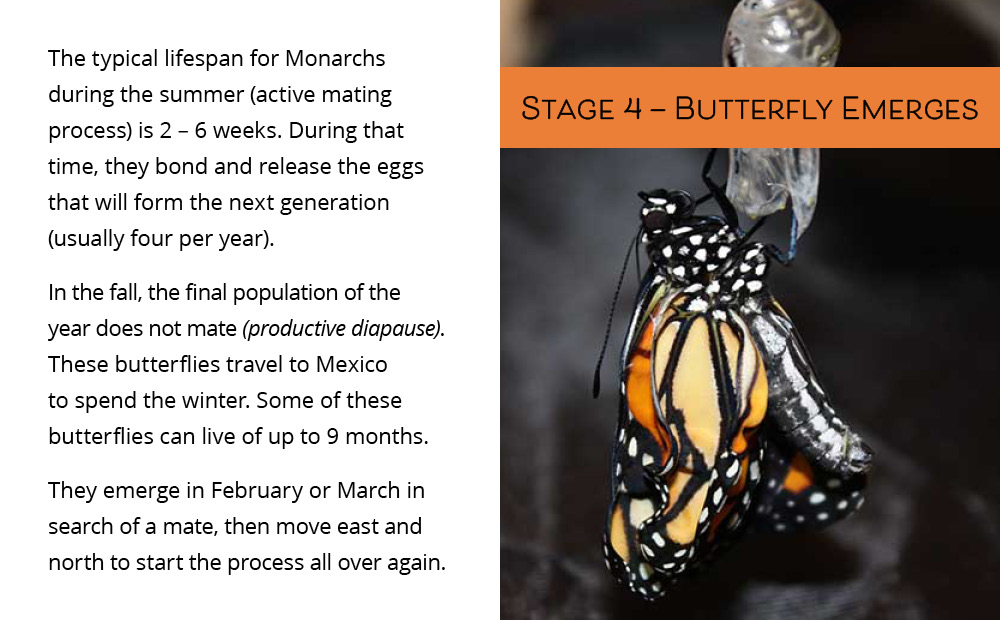 The typical lifespan for Monarchs
during the summer (active mating
process) is 2 – 6 weeks. During that
time, they bond and release the eggs
that will form the next generation
(usually four per year).
In the fall, the final population of the
year does not mate (productive diapause).
These butterflies travel to Mexico
to spend the winter. Some of these
butterflies can live of up to 9 months.
They emerge in February or March in
search of a mate, then move east and
north to start the process all over again.
Stage 4 – Butterfly Emerges